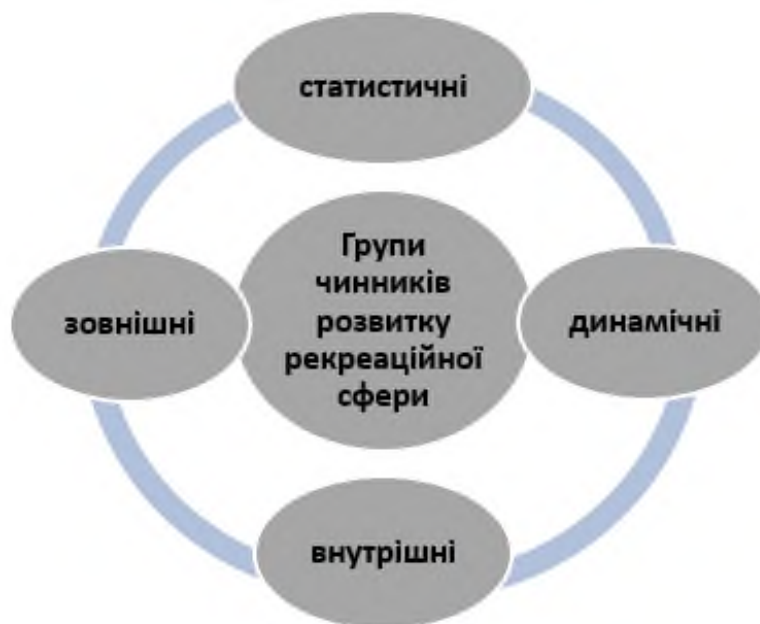 статистичні
зовнішні
Групи
чинників
розвитку
рекреаційної
сфери
динамічні
внутрішні